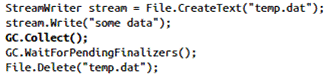 StreamWriter stream = File.CreateText("temp.dat");
stream.Write("some data");
GC.Collect();
GC.WaitForPendingFinalizers();
File.Delete("temp.dat");